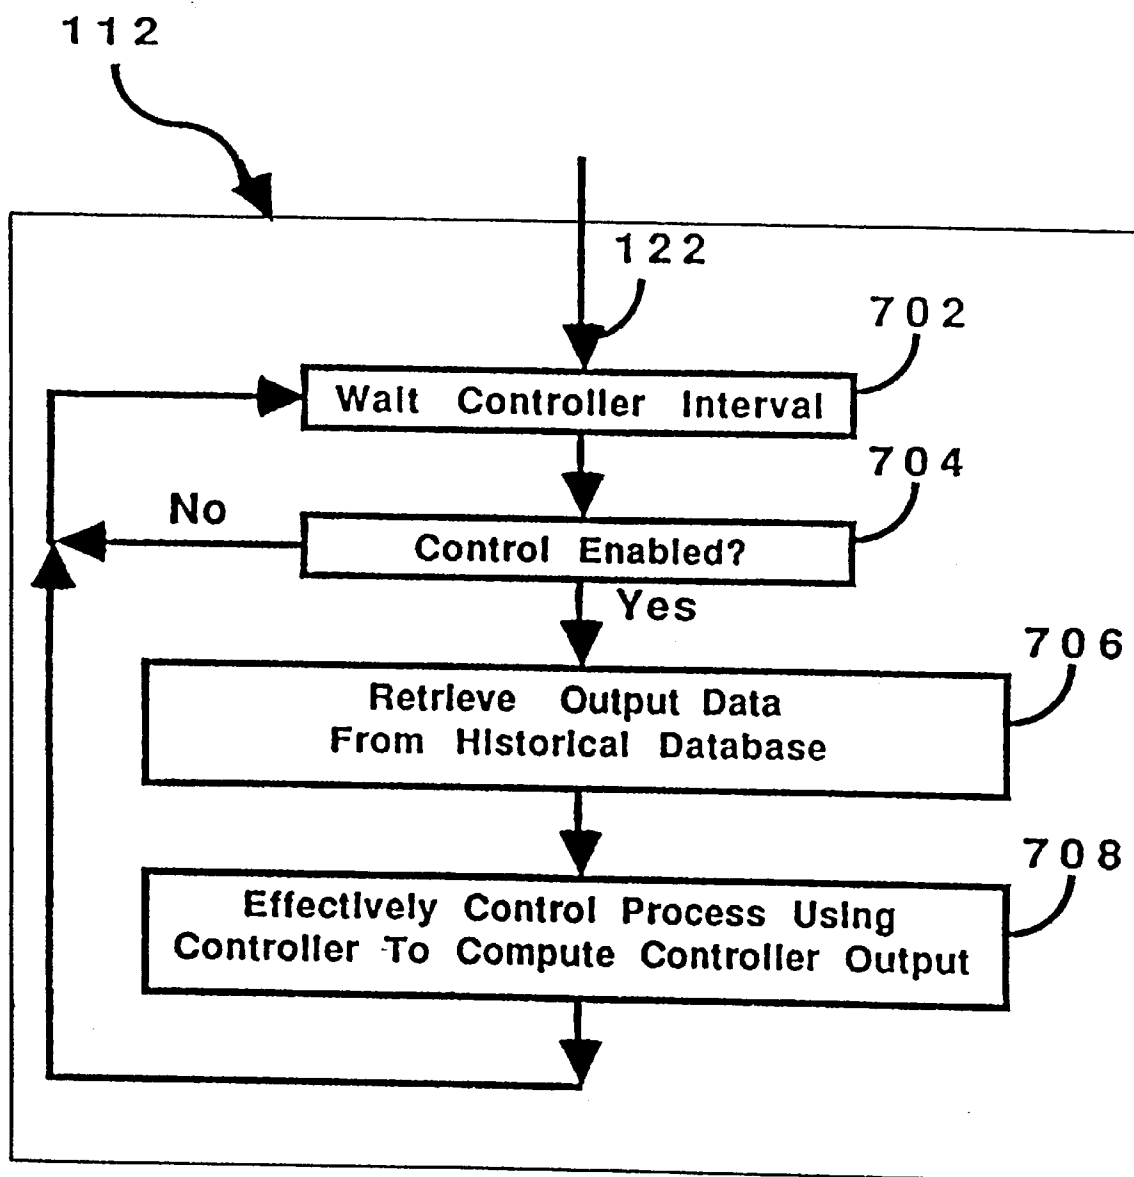 112
122
702
Wait Controller Interval
704
No
Control Enabled?
Yes
706
Retrieve Output Data
From Historical Database
708
Effectively Control Process Using
Controller To Compute Controller Output